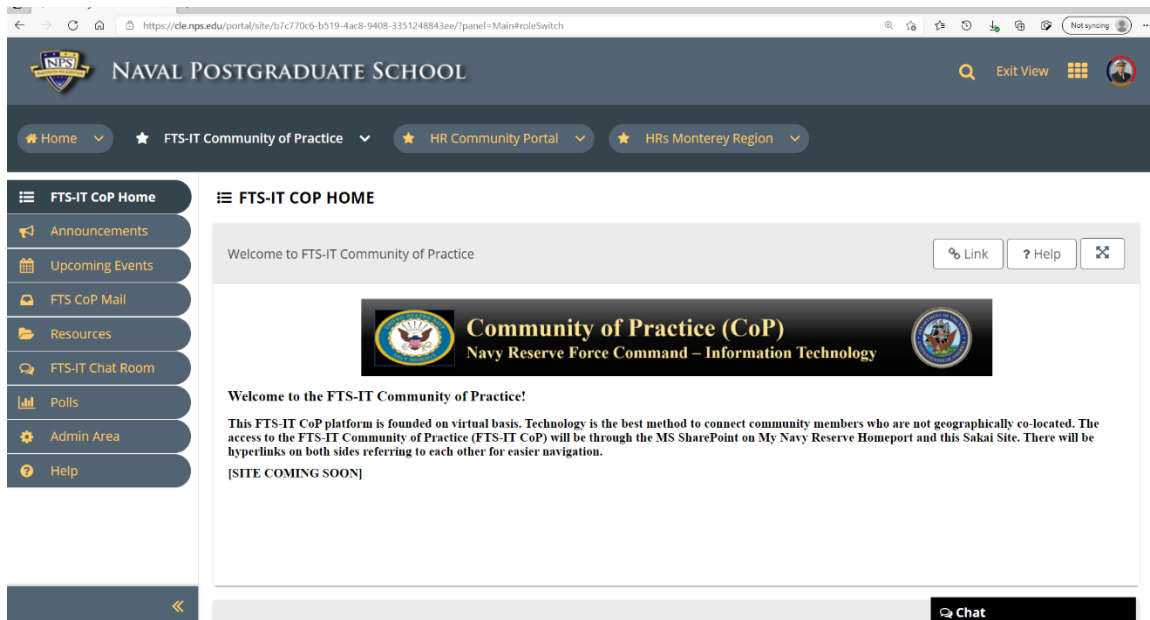 https://cle.nps.edu/portal/site/b7c770c6-b519-4ac8-9408-3351248843ee/?panel=Main#roleSwitch
Not syncing
NPS
NAVAL POSTGRADUATE SCHOOL
Exit View
Home
FTS-IT Community of Practice
HR Community Portal
HRs Monterey Region
FTS-IT CoP Home
Announcements
Upcoming Events
FTS CoP Mail
Resources
FTS-IT Chat Room
Polls
Admin Area
Help
FTS-IT COP HOME
Welcome to FTS-IT Community of Practice
Link
? Help
Community of Practice (CoP)
Navy Reserve Force Command – Information Technology
Welcome to the FTS-IT Community of Practice!
This FTS-IT CoP platform is founded on virtual basis. Technology is the best method to connect community members who are not geographically co-located. The
access to the FTS-IT Community of Practice (FTS-IT CoP) will be through the MS SharePoint on My Navy Reserve Homeport and this Sakai Site. There will be
hyperlinks on both sides referring to each other for easier navigation.
[SITE COMING SOON]
Chat